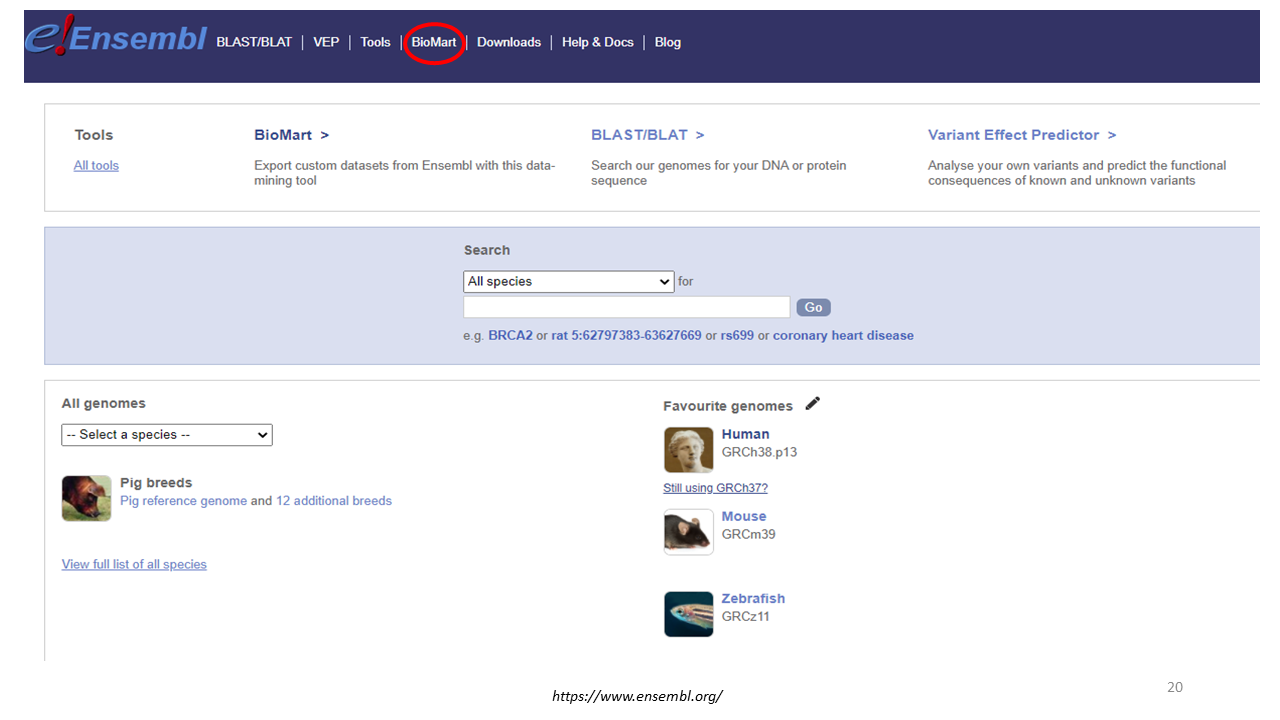 e!Ensembl BLAST/BLAT | VEP | Tools | BioMart | Downloads | Help & Docs | Blog
Tools
All tools
BioMart >
Export custom datasets from Ensembl with this data-
mining tool
BLAST/BLAT >
Search our genomes for your DNA or protein
sequence
Variant Effect Predictor >
Analyse your own variants and predict the functional
consequences of known and unknown variants
Search
All species for
Go
e.g. BRCA2 or rat 5:62797383-63627669 or rs699 or coronary heart disease
All genomes
-- Select a species --
Pig breeds
Pig reference genome and 12 additional breeds
View full list of all species
Favourite genomes
Human
GRCh38.p13
Still using GRCh37?
Mouse
GRCm39
Zebrafish
GRCz11
https://www.ensembl.org/
20